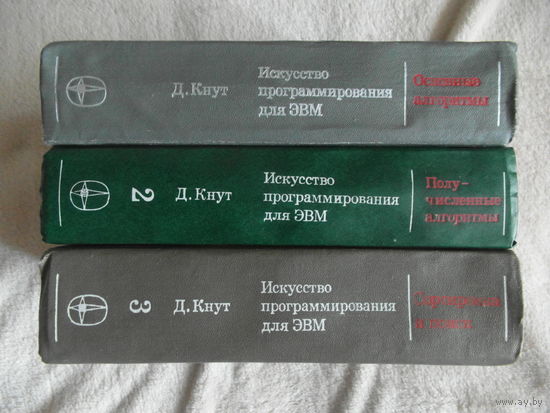 Д. Кнут
Искусство
программирования
для ЭВМ
Основные
алгоритмы
2
Д. Кнут
Искусство
программирования
для ЭВМ
Полу-
численные
алгоритмы
3
Д. Кнут
Искусство
программирования
для ЭВМ
Сортировка
и поиск
www.ay.by